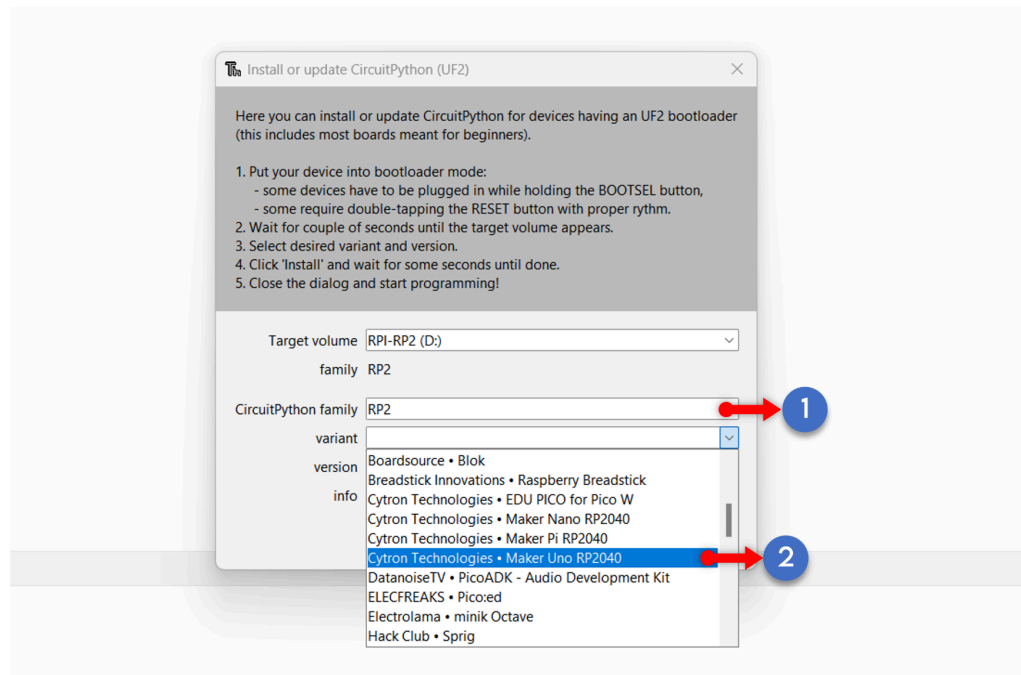 Install or update CircuitPython (UF2)
Here you can install or update CircuitPython for devices having an UF2 bootloader
(this includes most boards meant for beginners).
1. Put your device into bootloader mode:
- some devices have to be plugged in while holding the BOOTSEL button,
- some require double-tapping the RESET button with proper rythm.
2. Wait for couple of seconds until the target volume appears.
3. Select desired variant and version.
4. Click 'Install' and wait for some seconds until done.
5. Close the dialog and start programming!
Target volume RPI-RP2 (D:)
family RP2
CircuitPython family RP2 1
variant
version
info
Boardsource • Blok
Breadstick Innovations • Raspberry Breadstick
Cytron Technologies • EDU PICO for Pico W
Cytron Technologies • Maker Nano RP2040
Cytron Technologies • Maker Pi RP2040
Cytron Technologies • Maker Uno RP2040 2
DatanoiseTV • PicoADK - Audio Development Kit
ELECFREAKS • Pico:ed
Electrolama • minik Octave
Hack Club • Sprig